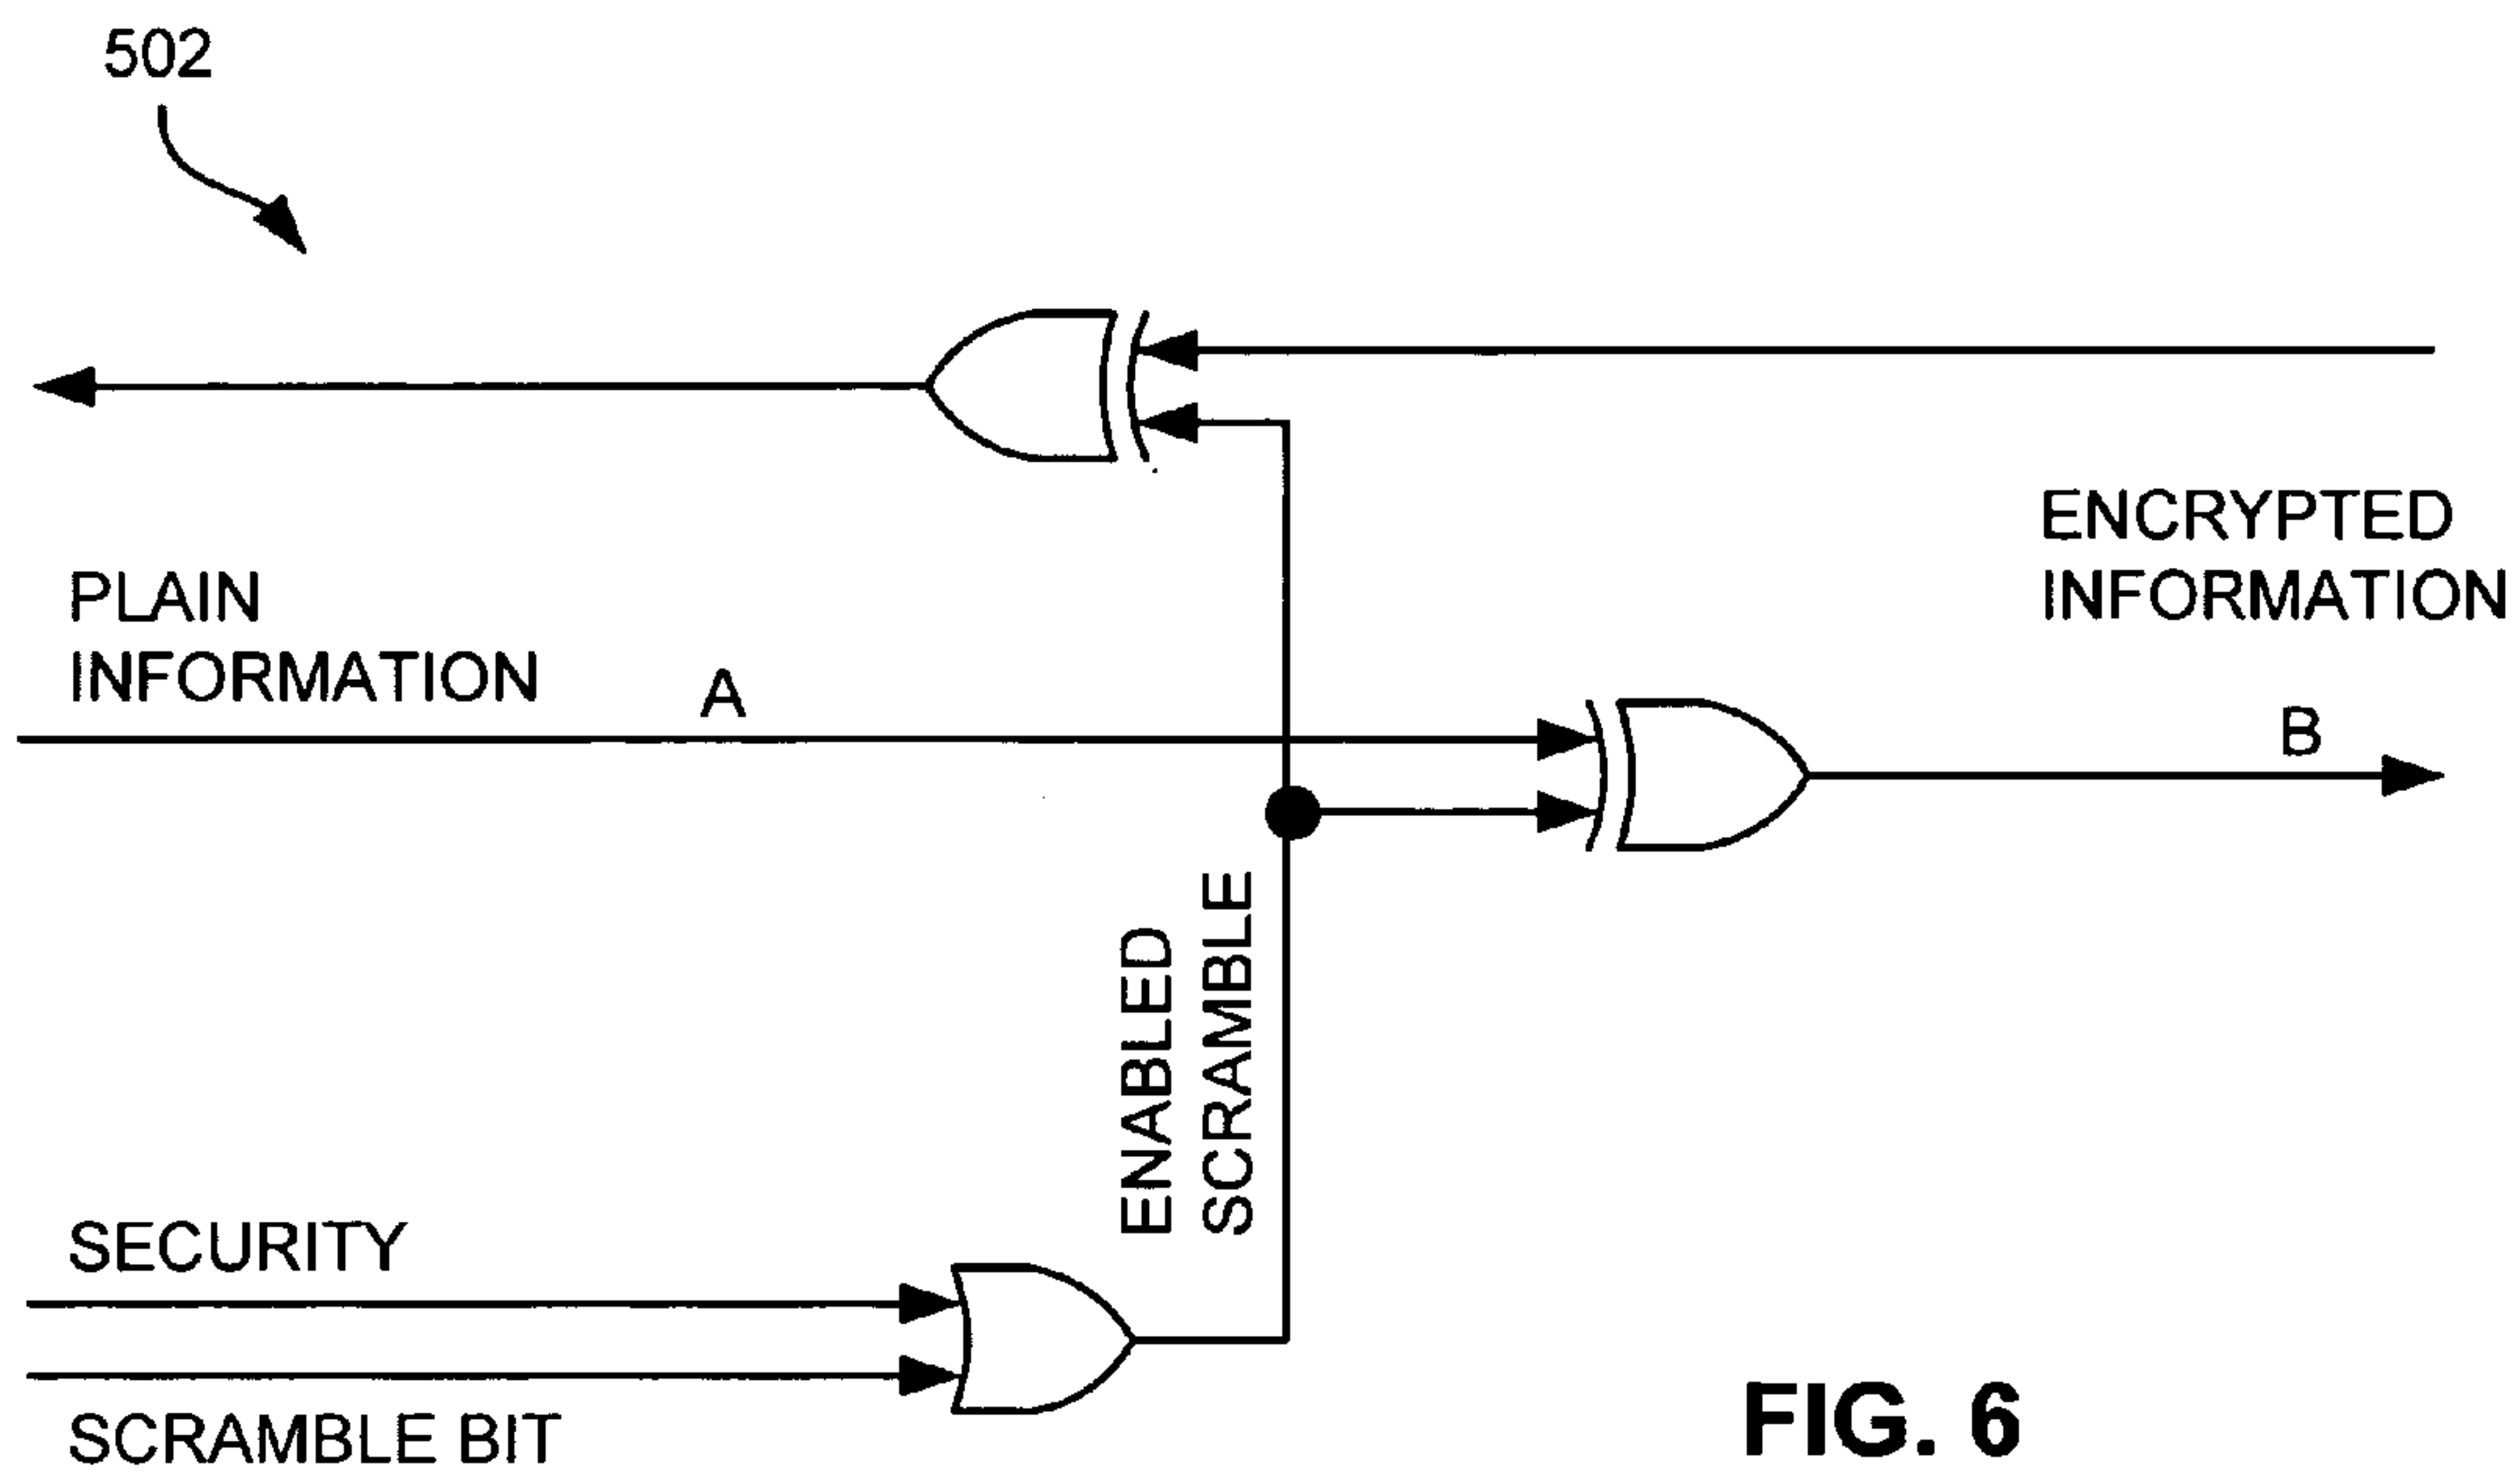 502
ENCRYPTED
INFORMATION
PLAIN
INFORMATION
A
B
ENABLED
SCRAMBLE
SECURITY
SCRAMBLE BIT
FIG. 6